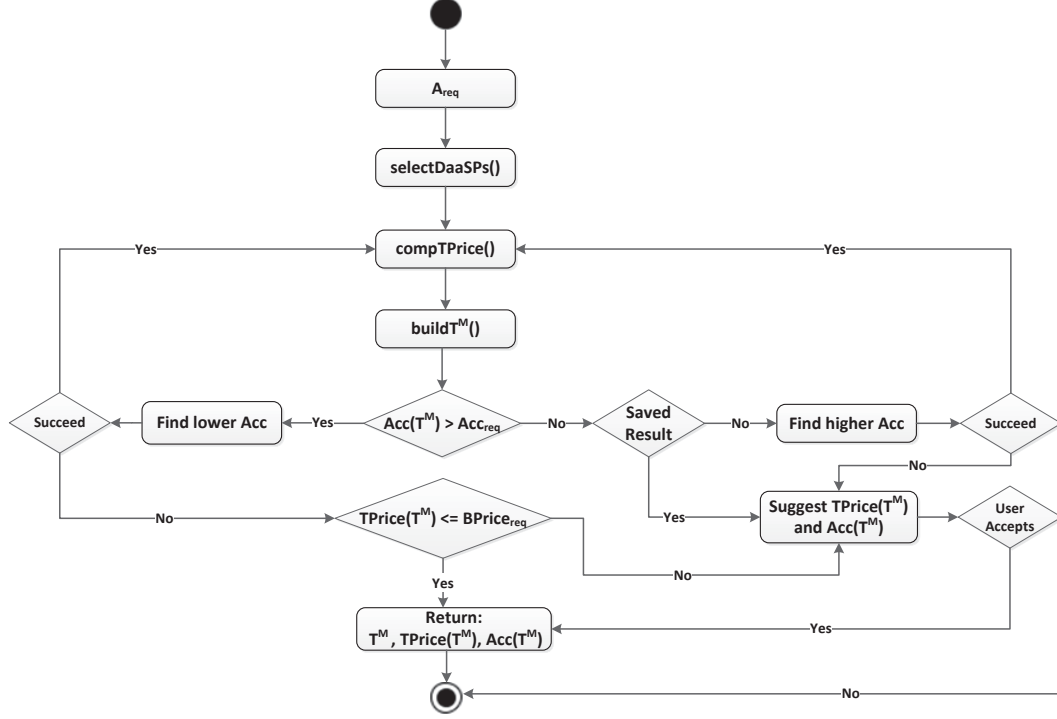 A_req
selectDaaSPs()
Yes
compTPrice()
Yes
buildT^M()
Succeed
Find lower Acc
Yes
Acc(T^M) > Acc_req
No
Saved
Result
No
Find higher Acc
Succeed
No
No
TPrice(T^M) <= BPrice_req
Yes
Suggest TPrice(T^M)
and Acc(T^M)
User
Accepts
No
Yes
Return:
T^M, TPrice(T^M), Acc(T^M)
Yes
No